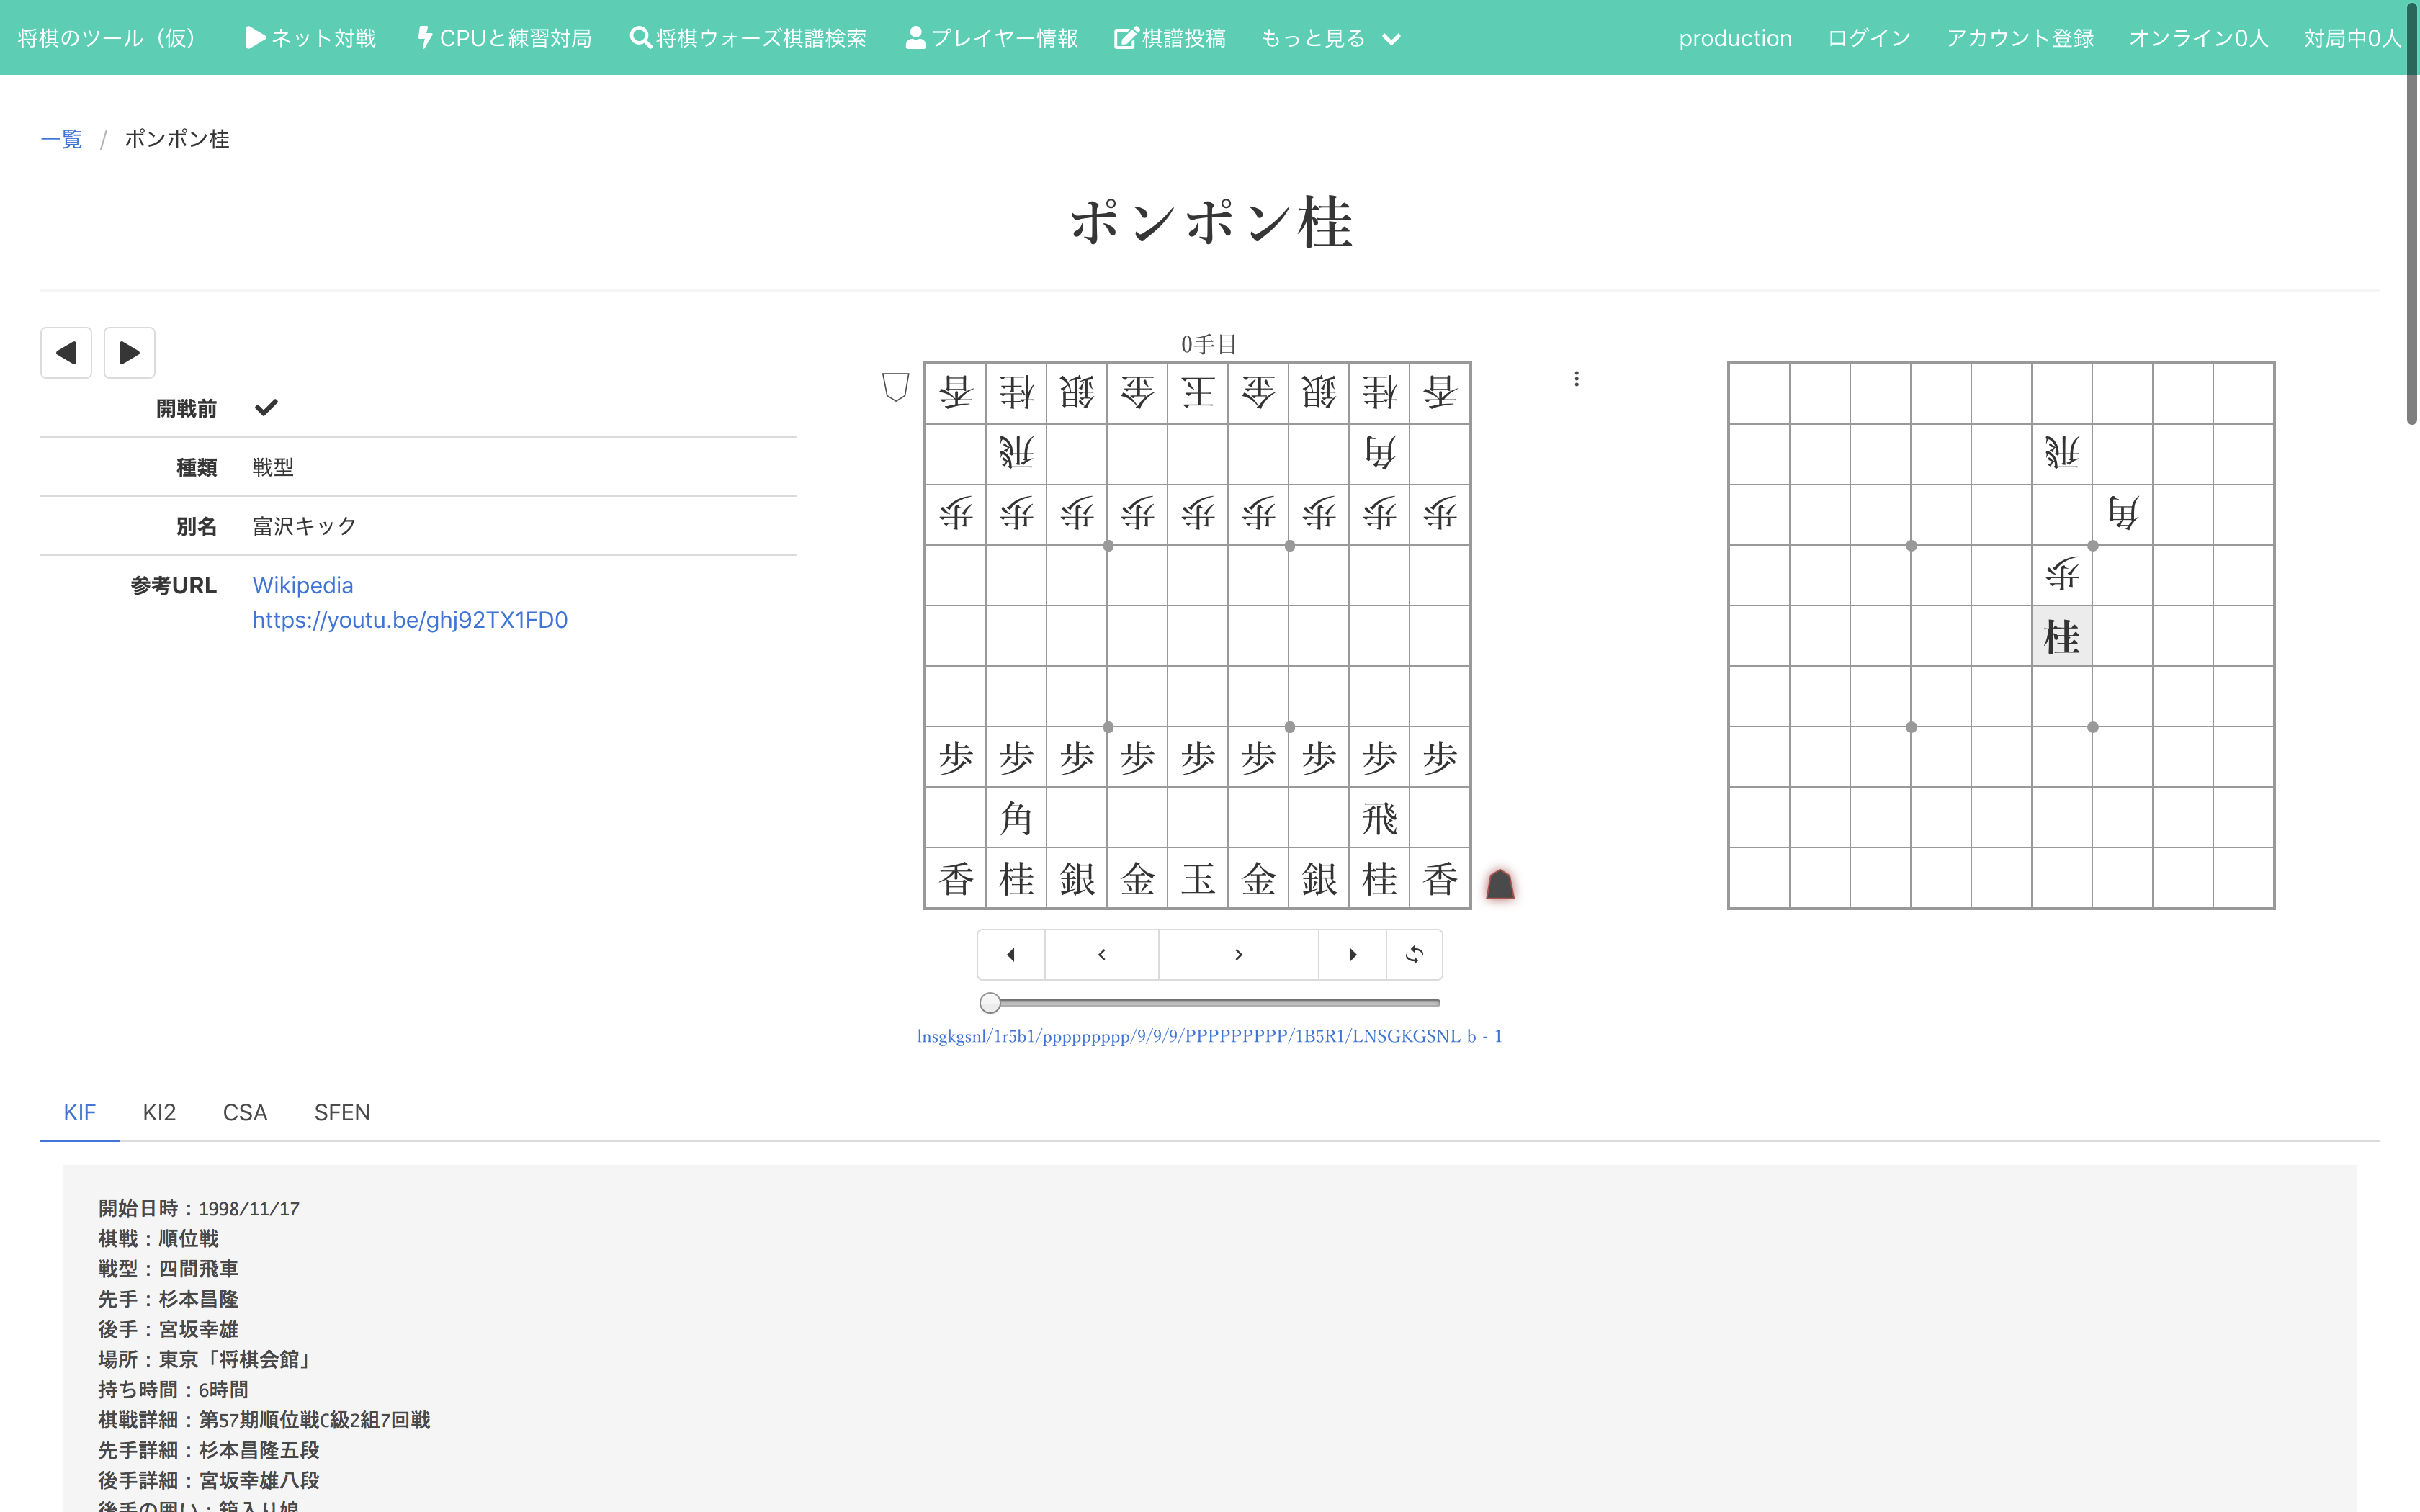 将棋のツール（仮） ネット対戦 CPUと練習対局 将棋ウォーズ棋譜検索 プレイヤー情報 棋譜投稿 もっと見る production ログイン アカウント登録 オンライン0人 対局中0人
一覧 / ポンポン桂
ポンポン桂
開戦前
種類 戦型
別名 富沢キック
参考URL Wikipedia
https://youtu.be/ghj92TX1FD0
0手目
香 桂 銀 金 王 金 銀 桂 香
飛 角
歩 歩 歩 歩 歩 歩 歩 歩 歩
歩 歩 歩 歩 歩 歩 歩 歩 歩
角 飛
香 桂 銀 金 玉 金 銀 桂 香
飛
角
歩
桂
lnsgkgsnl/1r5b1/ppppppppp/9/9/9/PPPPPPPPP/1B5R1/LNSGKGSNL b - 1
KIF KI2 CSA SFEN
開始日時：1998/11/17
棋戦：順位戦
戦型：四間飛車
先手：杉本昌隆
後手：宮坂幸雄
場所：東京「将棋会館」
持ち時間：6時間
棋戦詳細：第57期順位戦C級2組7回戦
先手詳細：杉本昌隆五段
後手詳細：宮坂幸雄八段
後手の囲い：箱入り娘